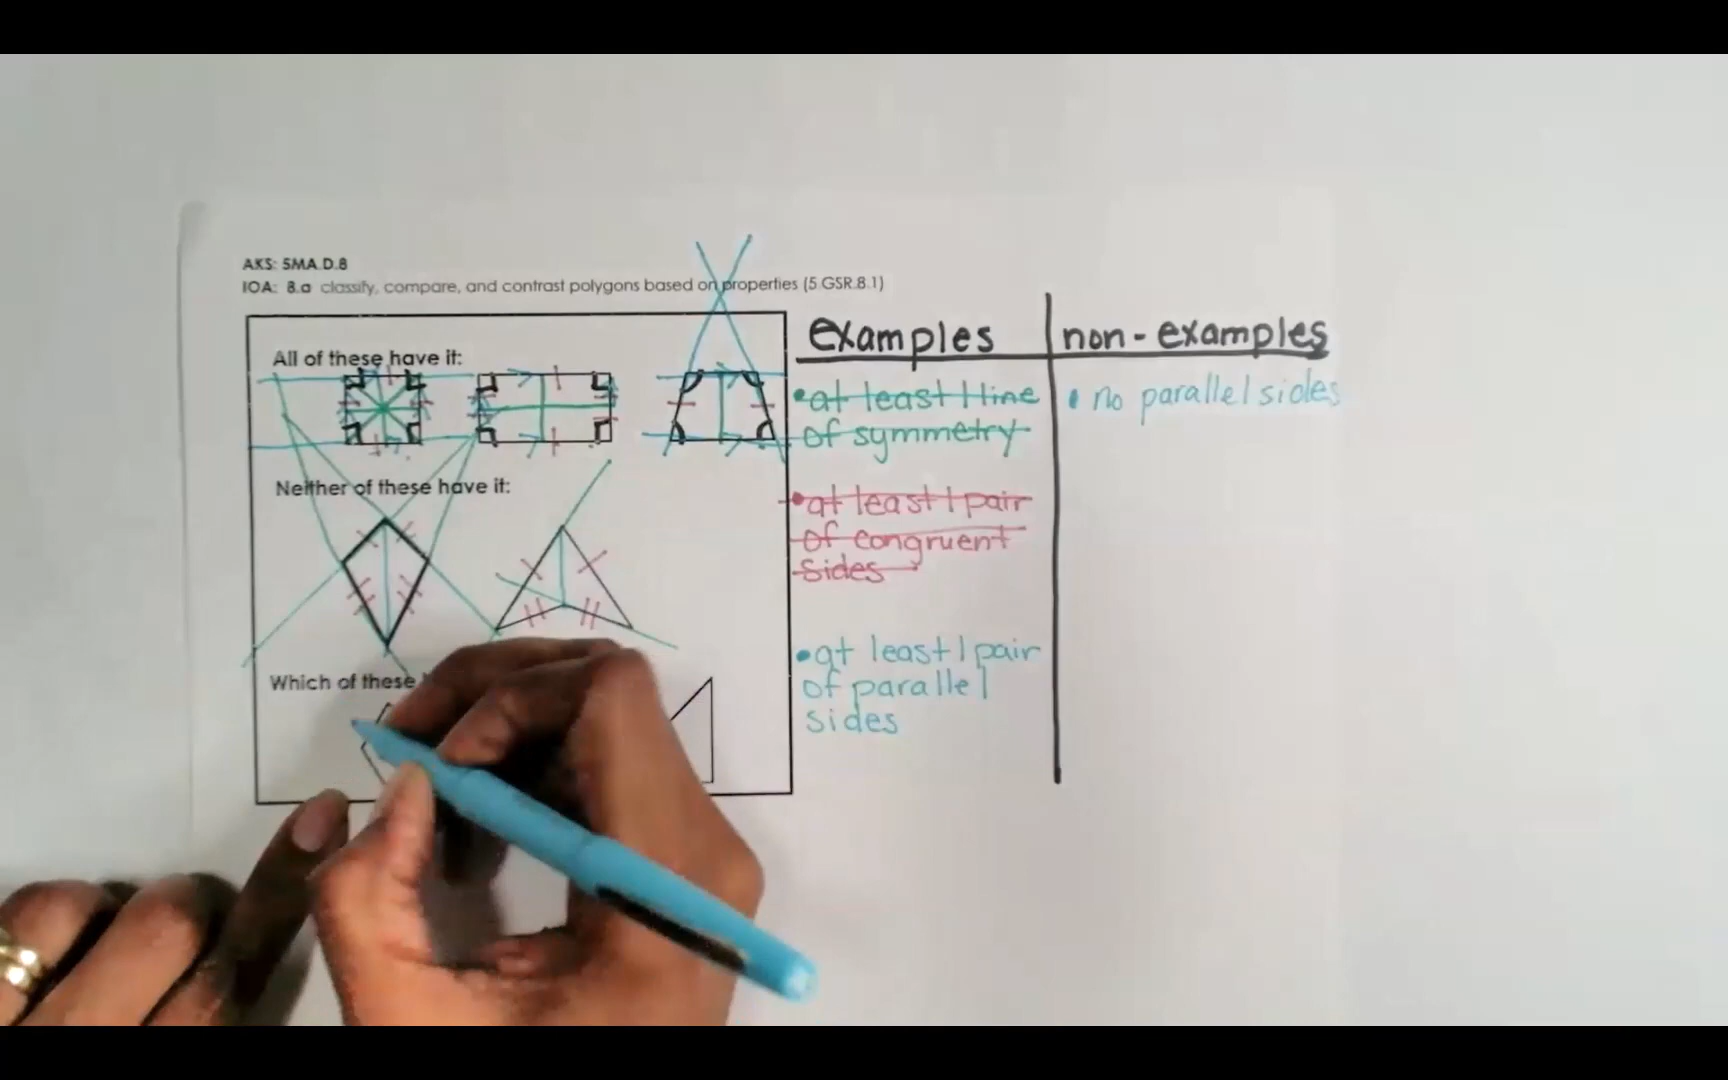 AKS: 5MA.D.8
IOA: 8.a classify, compare, and contrast polygons based on properties (5.GSR.8.1)
All of these have it:
Neither of these have it:
Which of these
examples
•at least 1 line
of symmetry
•at least 1 pair
of congruent
sides
•at least 1 pair
of parallel
sides
non-examples
• no parallel sides